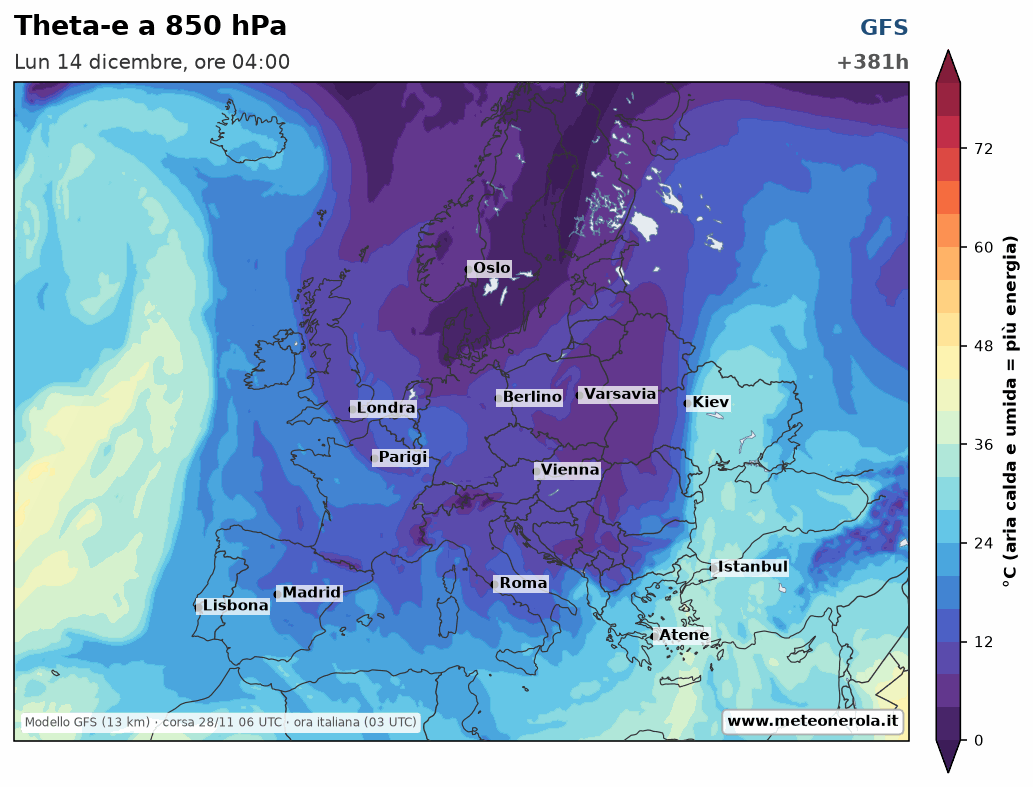 Theta-e a 850 hPa
GFS
Lun 14 dicembre, ore 04:00
+381h
72
60
48
36
24
12
0
°C (aria calda e umida = più energia)
Oslo
Berlino
Varsavia
Kiev
Londra
Parigi
Vienna
Istanbul
Roma
Madrid
Lisbona
Atene
Modello GFS (13 km) · corsa 28/11 06 UTC · ora italiana (03 UTC)
www.meteonerola.it